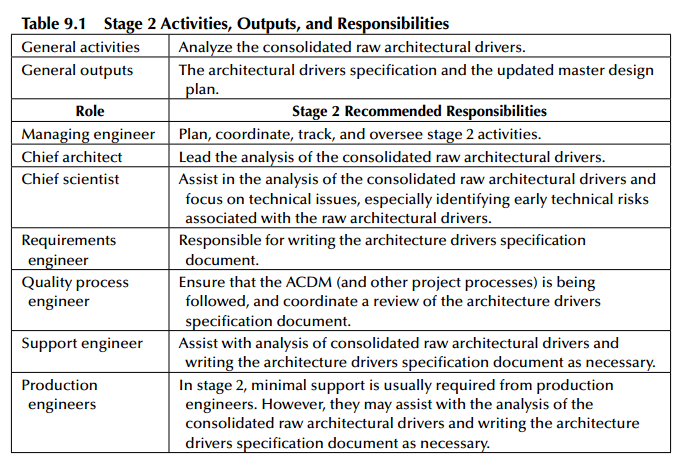 Table 9.1 Stage 2 Activities, Outputs, and Responsibilities
General activities Analyze the consolidated raw architectural drivers.
General outputs The architectural drivers specification and the updated master design
plan.
Role Stage 2 Recommended Responsibilities
Managing engineer Plan, coordinate, track, and oversee stage 2 activities.
Chief architect Lead the analysis of the consolidated raw architectural drivers.
Chief scientist Assist in the analysis of the consolidated raw architectural drivers and
focus on technical issues, especially identifying early technical risks
associated with the raw architectural drivers.
Requirements Responsible for writing the architecture drivers specification
engineer document.
Quality process Ensure that the ACDM (and other project processes) is being
engineer followed, and coordinate a review of the architecture drivers
specification document.
Support engineer Assist with analysis of consolidated raw architectural drivers and
writing the architecture drivers specification document as necessary.
Production In stage 2, minimal support is usually required from production
engineers engineers. However, they may assist with the analysis of the
consolidated raw architectural drivers and writing the architecture
drivers specification document as necessary.